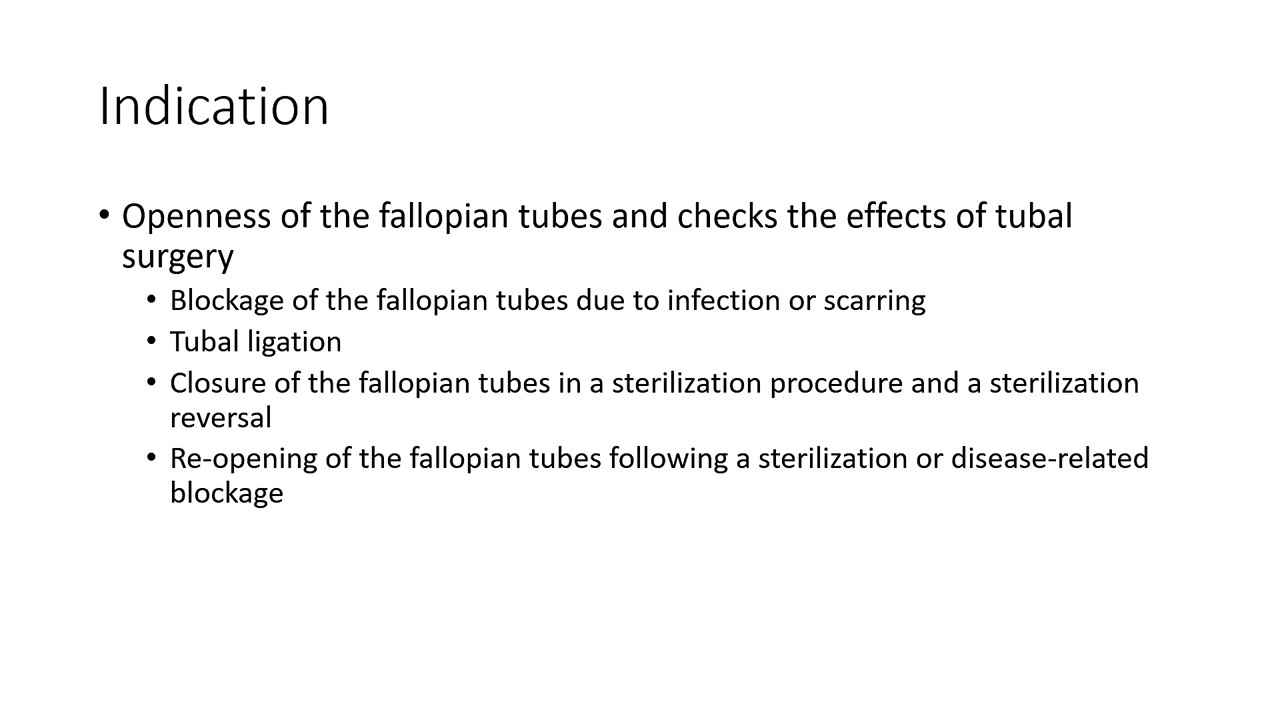 Indication
• Openness of the fallopian tubes and checks the effects of tubal
surgery
• Blockage of the fallopian tubes due to infection or scarring
• Tubal ligation
• Closure of the fallopian tubes in a sterilization procedure and a sterilization
reversal
• Re-opening of the fallopian tubes following a sterilization or disease-related
blockage